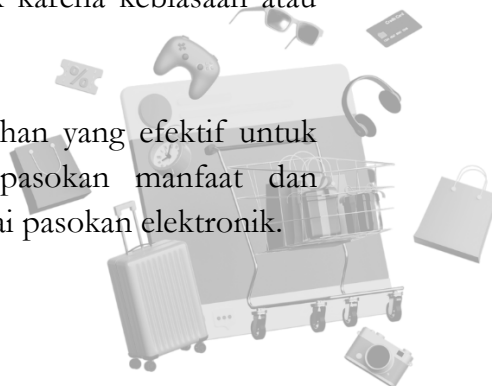 karena kebiasaan atau
han yang efektif untuk
pasokan manfaat dan
ai pasokan elektronik.